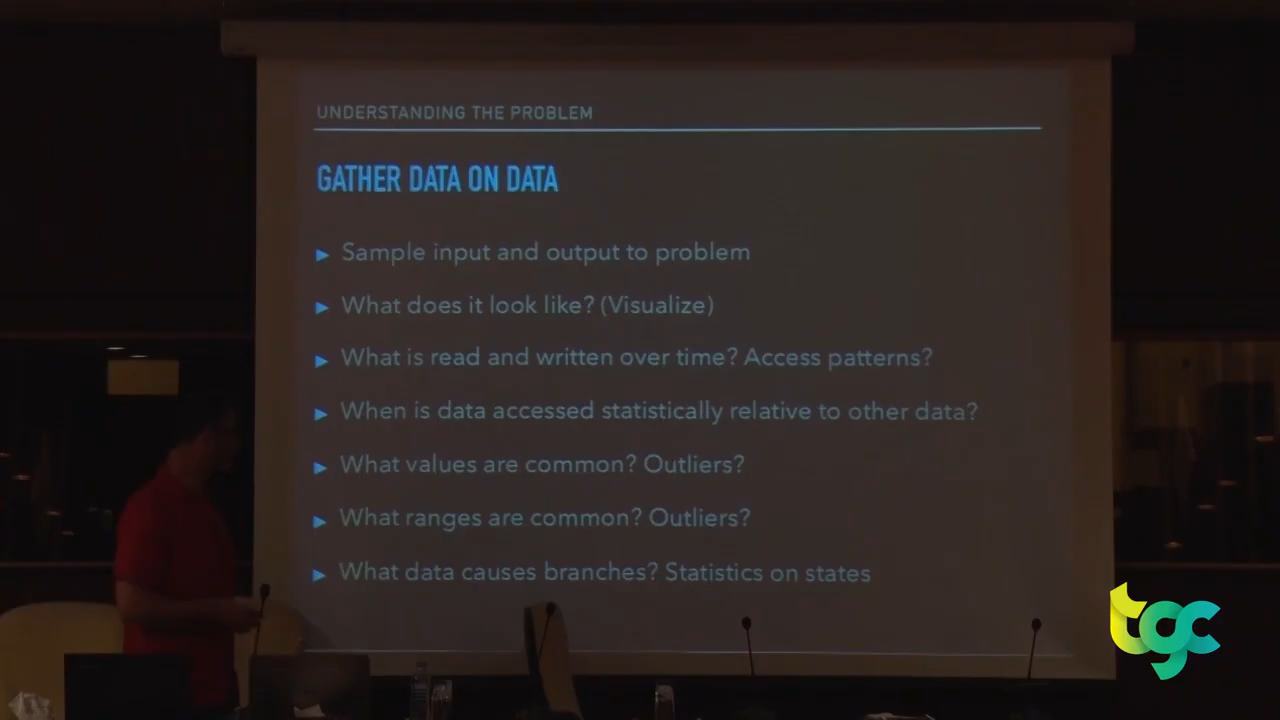 UNDERSTANDING THE PROBLEM
GATHER DATA ON DATA
▶ Sample input and output to problem
▶ What does it look like? (Visualize)
▶ What is read and written over time? Access patterns?
▶ When is data accessed statistically relative to other data?
▶ What values are common? Outliers?
▶ What ranges are common? Outliers?
▶ What data causes branches? Statistics on states
tgc